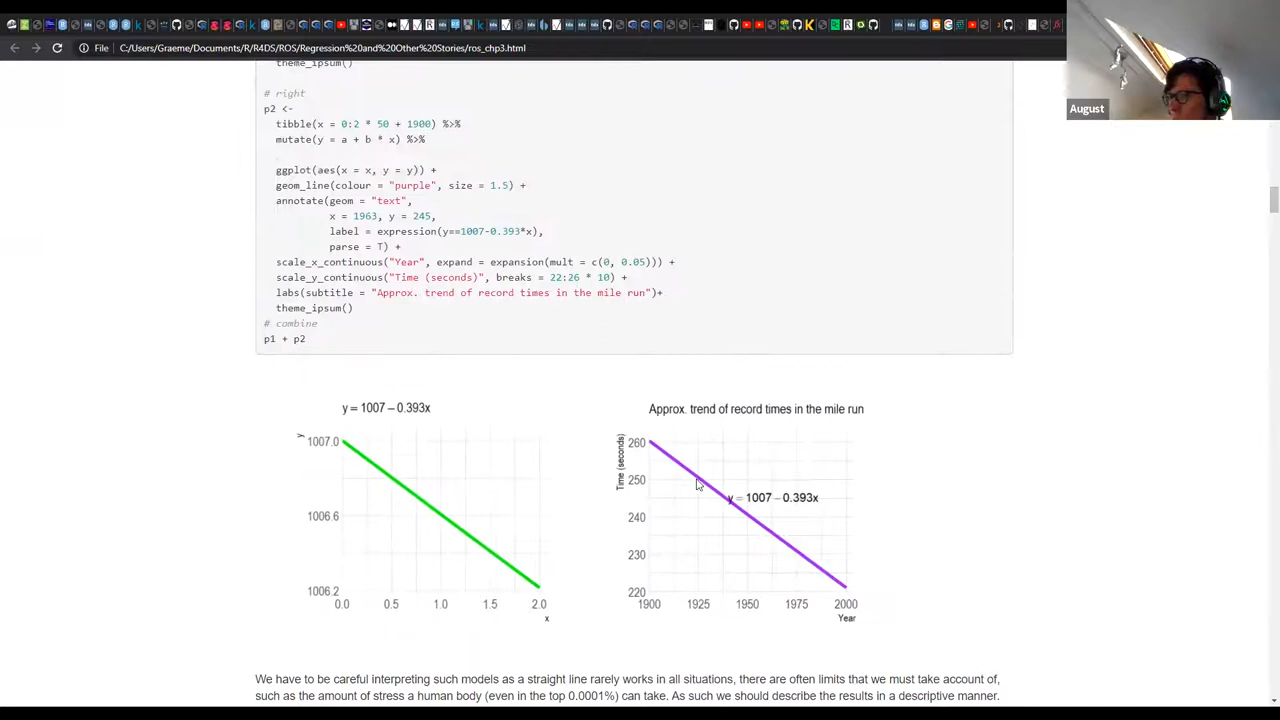 File C:/Users/Graeme/Documents/R/R4DS/ROS/Regression%20and%20Other%20Stories/ros_chp3.html
August
theme_ipsum()
# right
p2 <-
tibble(x = 0:2 * 50 + 1900) %>%
mutate(y = a + b * x) %>%
ggplot(aes(x = x, y = y)) +
geom_line(colour = "purple", size = 1.5) +
annotate(geom = "text",
x = 1963, y = 245,
label = expression(y==1007-0.393*x),
parse = T) +
scale_x_continuous("Year", expand = expansion(mult = c(0, 0.05))) +
scale_y_continuous("Time (seconds)", breaks = 22:26 * 10) +
labs(subtitle = "Approx. trend of record times in the mile run")+
theme_ipsum()
# combine
p1 + p2
y = 1007 – 0.393x
y
1007.0
1006.6
1006.2
0.0 0.5 1.0 1.5 2.0
x
Approx. trend of record times in the mile run
Time (seconds)
260
250
y = 1007 – 0.393x
240
230
220
1900 1925 1950 1975 2000
Year
We have to be careful interpreting such models as a straight line rarely works in all situations, there are often limits that we must take account of,
such as the amount of stress a human body (even in the top 0.0001%) can take. As such we should describe the results in a descriptive manner.